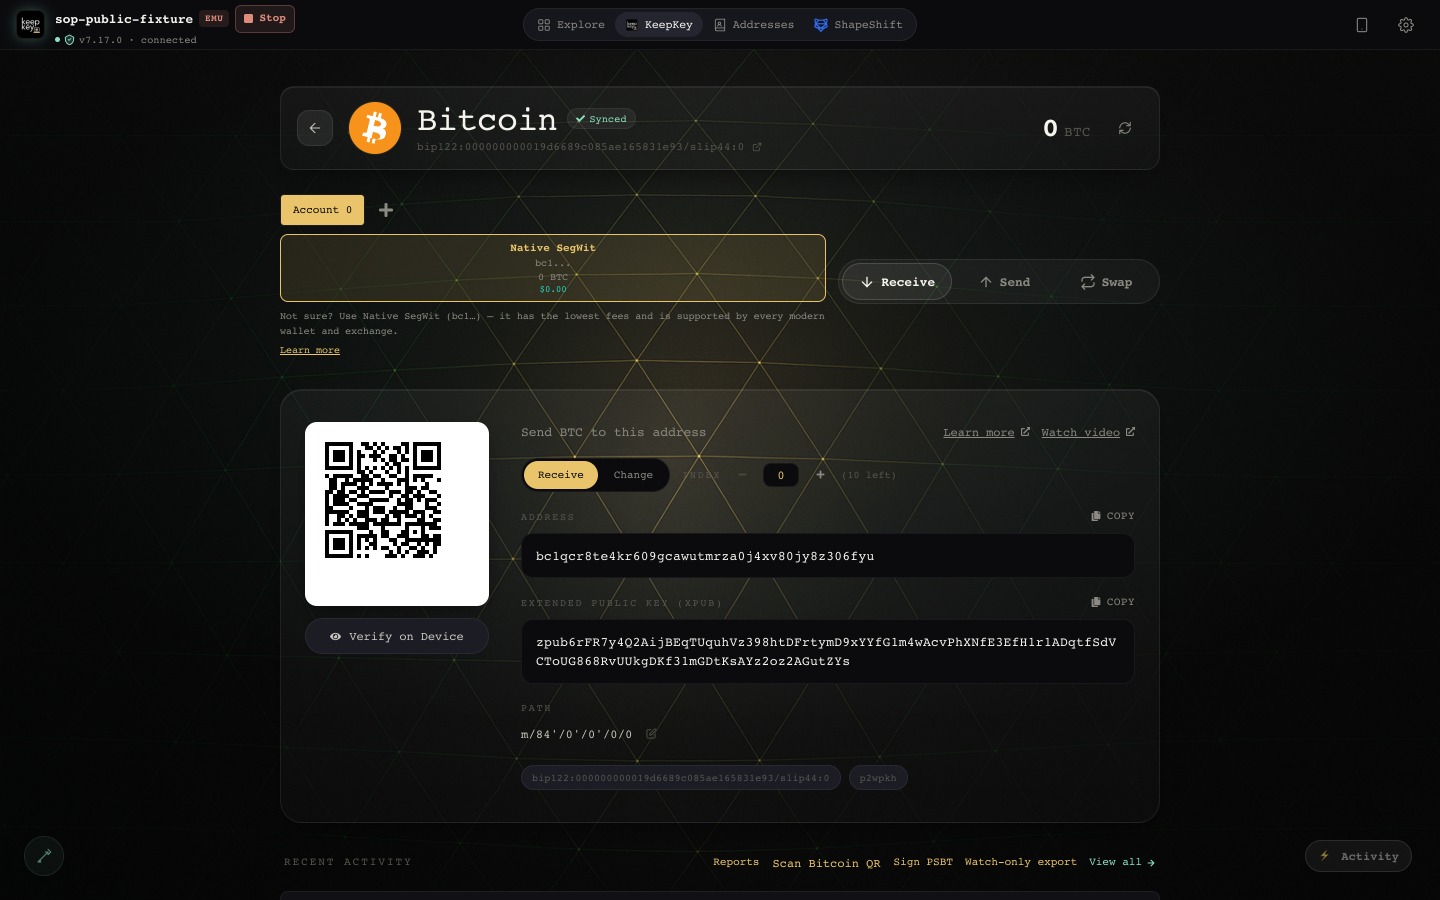 sop-public-fixture EMU Stop
v7.17.0 • connected
Explore KeepKey Addresses ShapeShift
Bitcoin Synced
bip122:000000000019d6689c085ae165831e93/slip44:0
0 BTC
Account 0
Native SegWit
bc1...
0 BTC
$0.00
Receive Send Swap
Not sure? Use Native SegWit (bc1…) — it has the lowest fees and is supported by every modern
wallet and exchange.
Learn more
Send BTC to this address
Learn more Watch video
Receive Change INDEX − 0 + (10 left)
ADDRESS COPY
bc1qcr8te4kr609gcawutmrza0j4xv80jy8z306fyu
EXTENDED PUBLIC KEY (XPUB) COPY
zpub6rFR7y4Q2AijBEqTUquhVz398htDFrtymD9xYYfG1m4wAcvPhXNfE3EfH1r1ADqtfSdV
CToUG868RvUUkgDKf31mGDtKsAYz2oz2AGutZYs
Verify on Device
PATH
m/84'/0'/0'/0/0
bip122:000000000019d6689c085ae165831e93/slip44:0 p2wpkh
RECENT ACTIVITY
Reports Scan Bitcoin QR Sign PSBT Watch-only export View all →
Activity